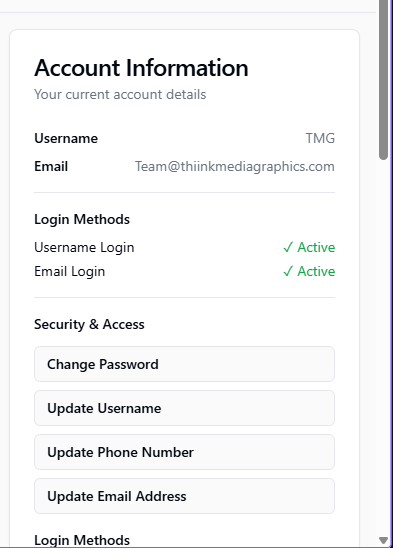 Account Information
Your current account details
Username TMG
Email Team@thiinkmediagraphics.com
Login Methods
Username Login ✓ Active
Email Login ✓ Active
Security & Access
Change Password
Update Username
Update Phone Number
Update Email Address
Login Methods